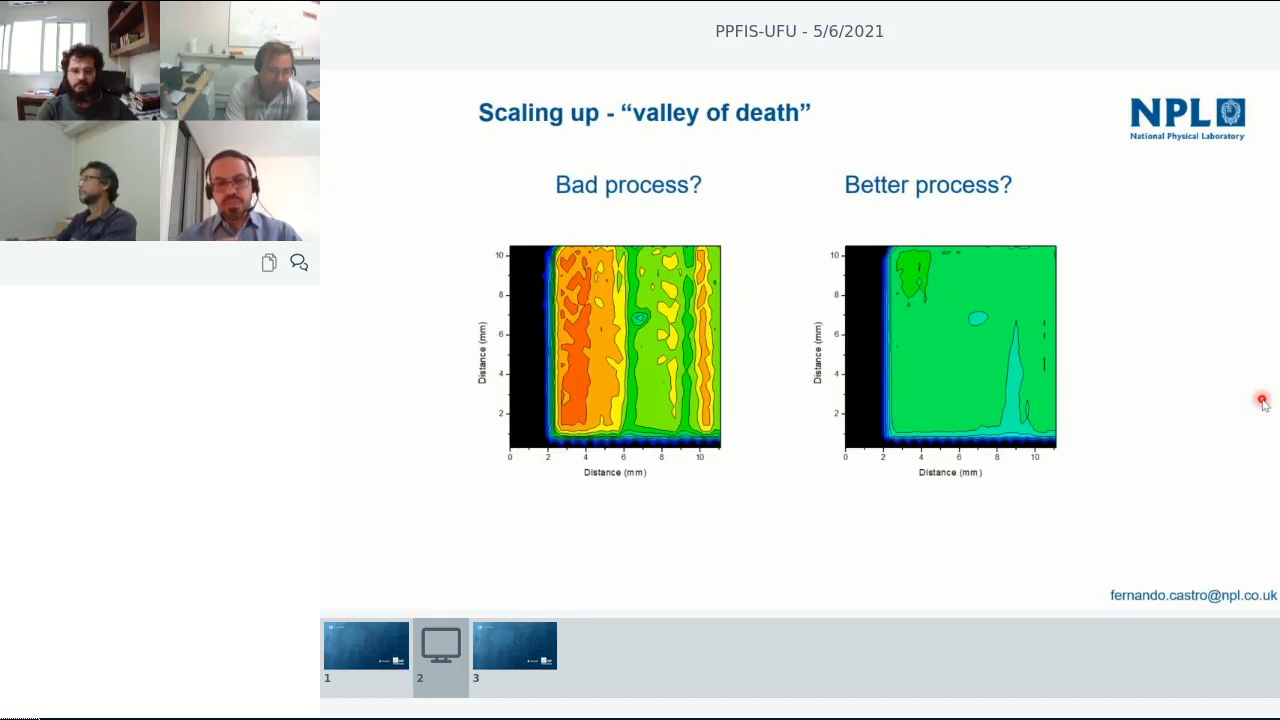 PPFIS-UFU - 5/6/2021
Scaling up - “valley of death”
NPL
National Physical Laboratory
Bad process?
Better process?
10
8
6
4
2
Distance (mm)
0 2 4 6 8 10
Distance (mm)
10
8
6
4
2
Distance (mm)
0 2 4 6 8 10
Distance (mm)
fernando.castro@npl.co.uk
1
2
3